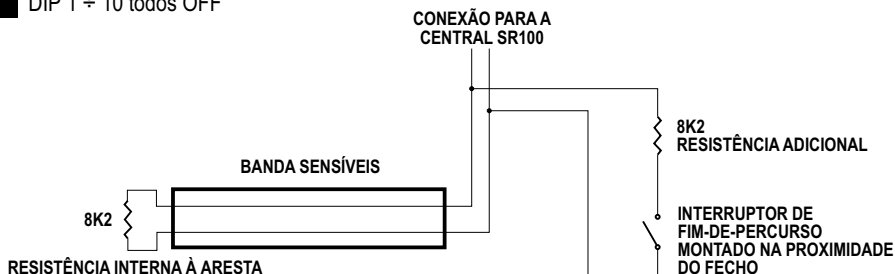 DIP 1 ÷ 10 todos OFF
CONEXÃO PARA A
CENTRAL SR100
8K2
RESISTÊNCIA ADICIONAL
BANDA SENSÍVEIS
8K2
RESISTÊNCIA INTERNA À ARESTA
INTERRUPTOR DE
FIM-DE-PERCURSO
MONTADO NA PROXIMIDADE
DO FECHO